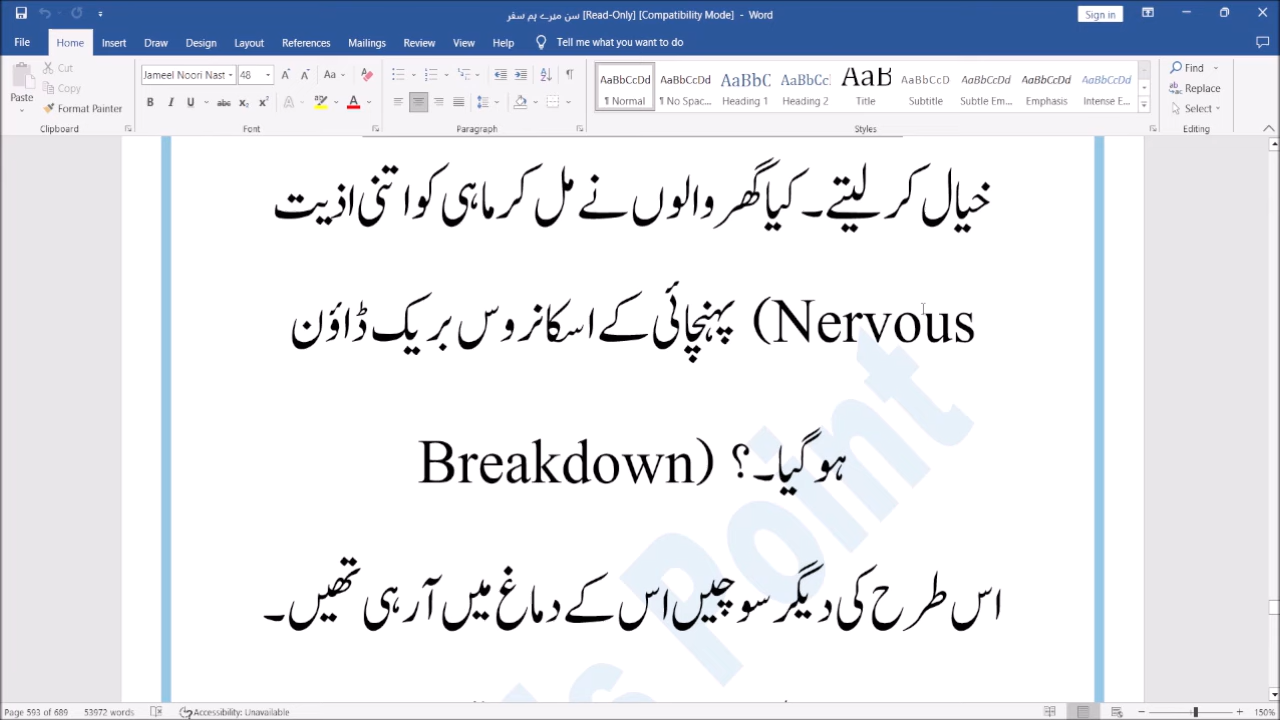 سن میرے ہم سفر [Read-Only] [Compatibility Mode] - Word
Sign in
File Home Insert Draw Design Layout References Mailings Review View Help Tell me what you want to do
Paste
Cut
Copy
Format Painter
Clipboard
Jameel Noori Nast 48
Font
Paragraph
AaBbCcDd AaBbCcDd AaBbC AaBbCc AaB AaBbCcD AaBbCcDd AaBbCcDd AaBbCcDd
¶ Normal ¶ No Spac... Heading 1 Heading 2 Title Subtitle Subtle Em... Emphasis Intense E...
Styles
Find
Replace
Select
Editing
خیال کر لیتے۔ کیا گھر والوں نے مل کر ماہی کو اتنی اذیت
پہنچائی کے اسکا نروس بریک ڈاؤن (Nervous
Breakdown) ہو گیا۔؟
اس طرح کی دیگر سوچیں اس کے دماغ میں آ رہی تھیں۔
s Point
Page 593 of 689 53972 words Accessibility: Unavailable 150%